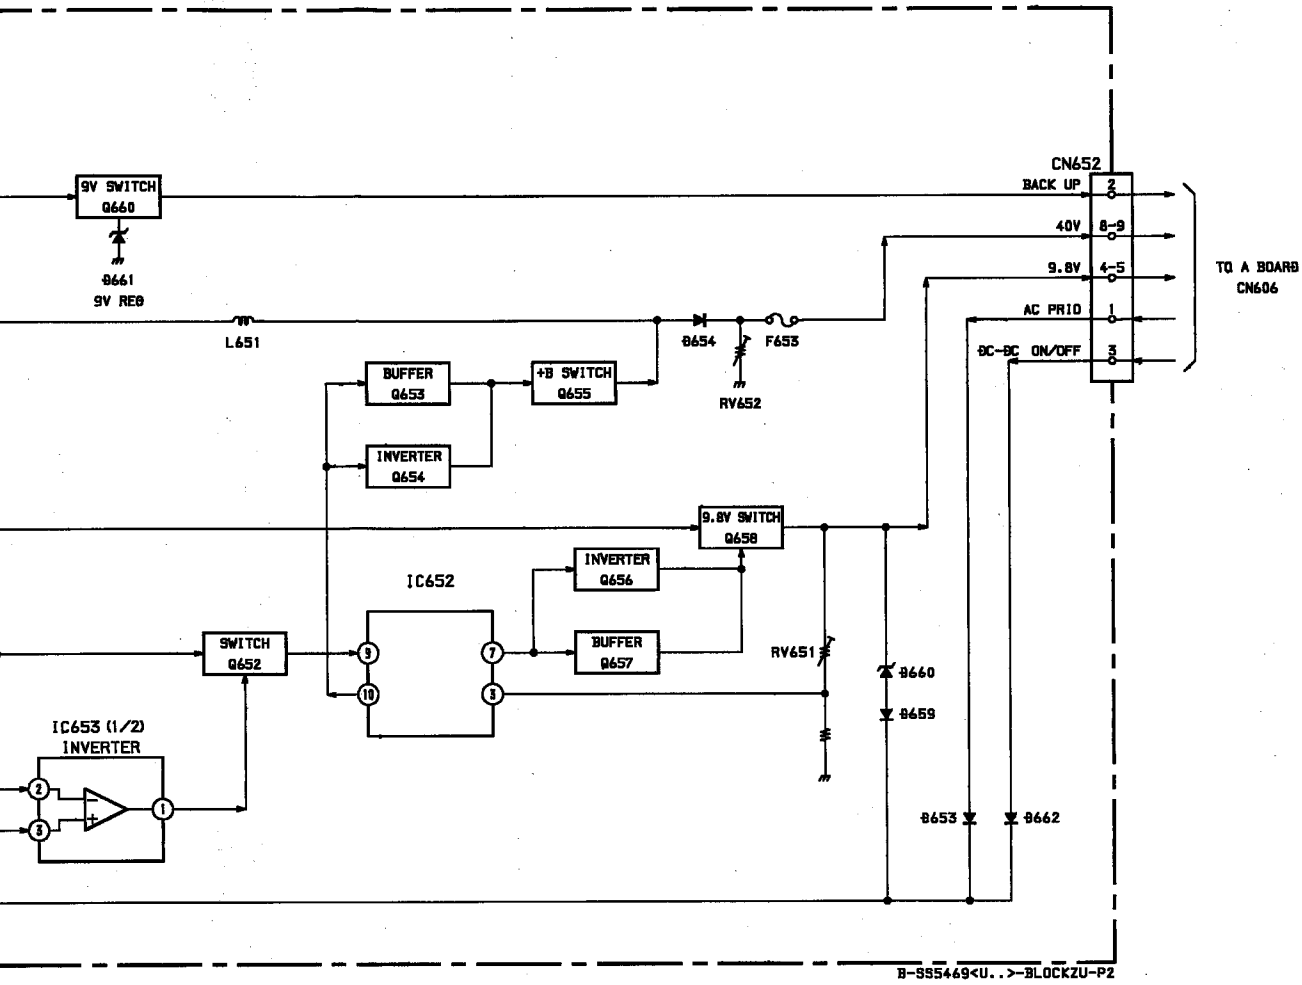 CN652
9V SWITCH
Q660
BACK UP 2
40V 8-9
D661
9V REG
9.8V 4-5
TO A BOARD
CN606
AC PRIO 1
L651
D654
F653
DC-DC ON/OFF 3
BUFFER
Q653
+B SWITCH
Q655
RV652
INVERTER
Q654
9.8V SWITCH
Q658
INVERTER
Q656
IC652
SWITCH
Q652
9
7
BUFFER
Q657
RV651
D660
10
3
D659
IC653 (1/2)
INVERTER
2
-
1
+
3
D653
D662
B-SS5469<U..>-BLOCKZU-P2